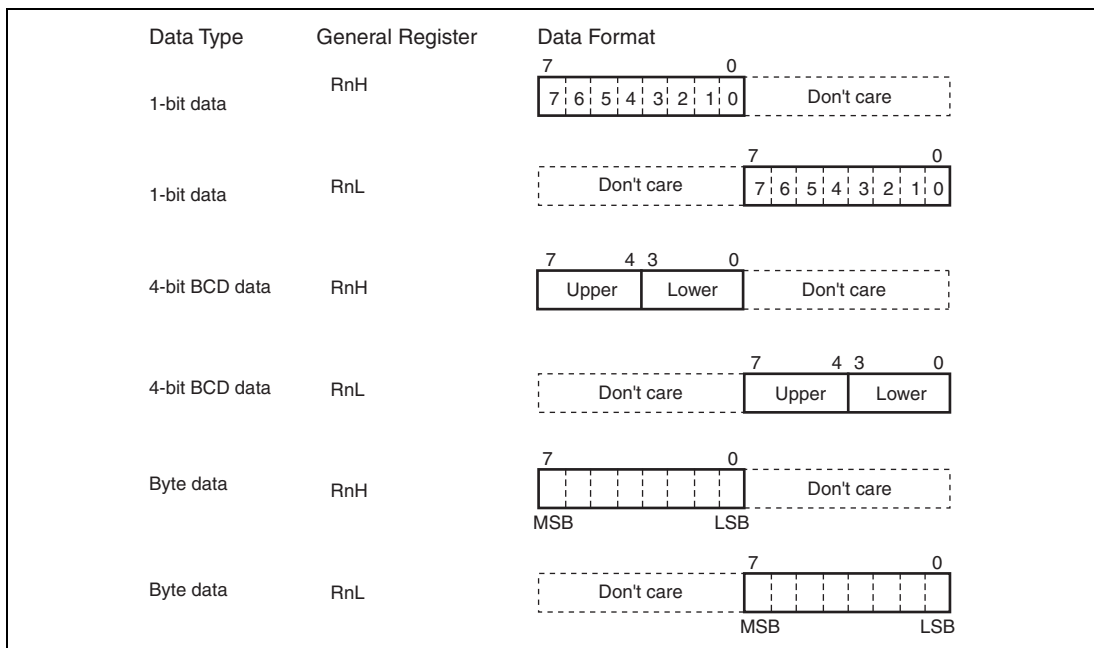 Data Type General Register Data Format
7 0
1-bit data RnH 7 6 5 4 3 2 1 0 Don't care
7 0
1-bit data RnL Don't care 7 6 5 4 3 2 1 0
7 4 3 0
4-bit BCD data RnH Upper Lower Don't care
7 4 3 0
4-bit BCD data RnL Don't care Upper Lower
7 0
Byte data RnH Don't care
MSB LSB
7 0
Byte data RnL Don't care
MSB LSB